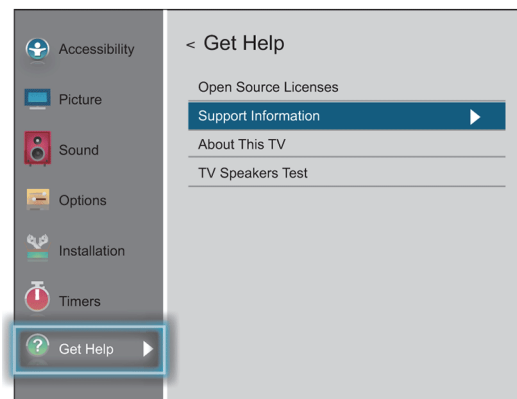 Accessibility
Picture
Sound
Options
Installation
Timers
? Get Help
< Get Help
Open Source Licenses
Support Information
About This TV
TV Speakers Test